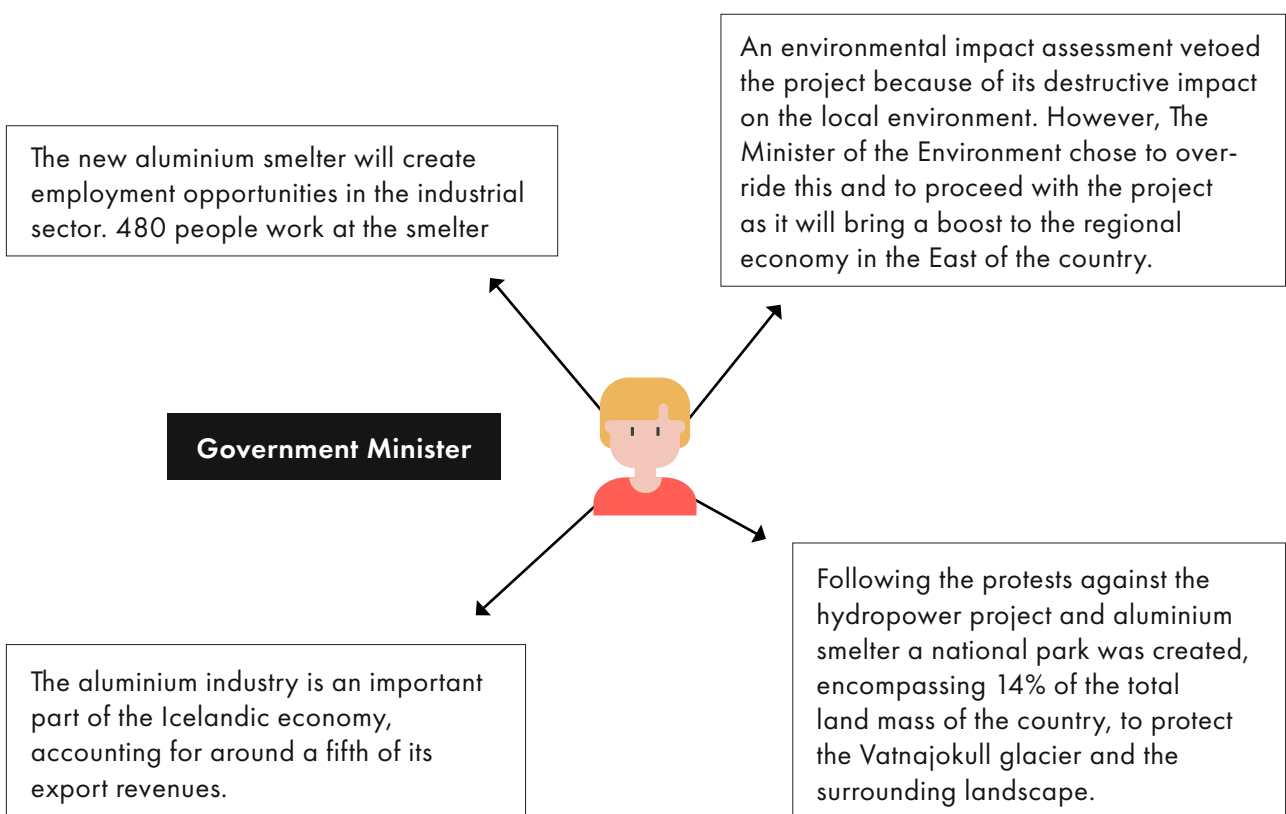 The new aluminium smelter will create
employment opportunities in the industrial
sector. 480 people work at the smelter
An environmental impact assessment vetoed
the project because of its destructive impact
on the local environment. However, The
Minister of the Environment chose to over-
ride this and to proceed with the project
as it will bring a boost to the regional
economy in the East of the country.
Government Minister
The aluminium industry is an important
part of the Icelandic economy,
accounting for around a fifth of its
export revenues.
Following the protests against the
hydropower project and aluminium
smelter a national park was created,
encompassing 14% of the total
land mass of the country, to protect
the Vatnajokull glacier and the
surrounding landscape.